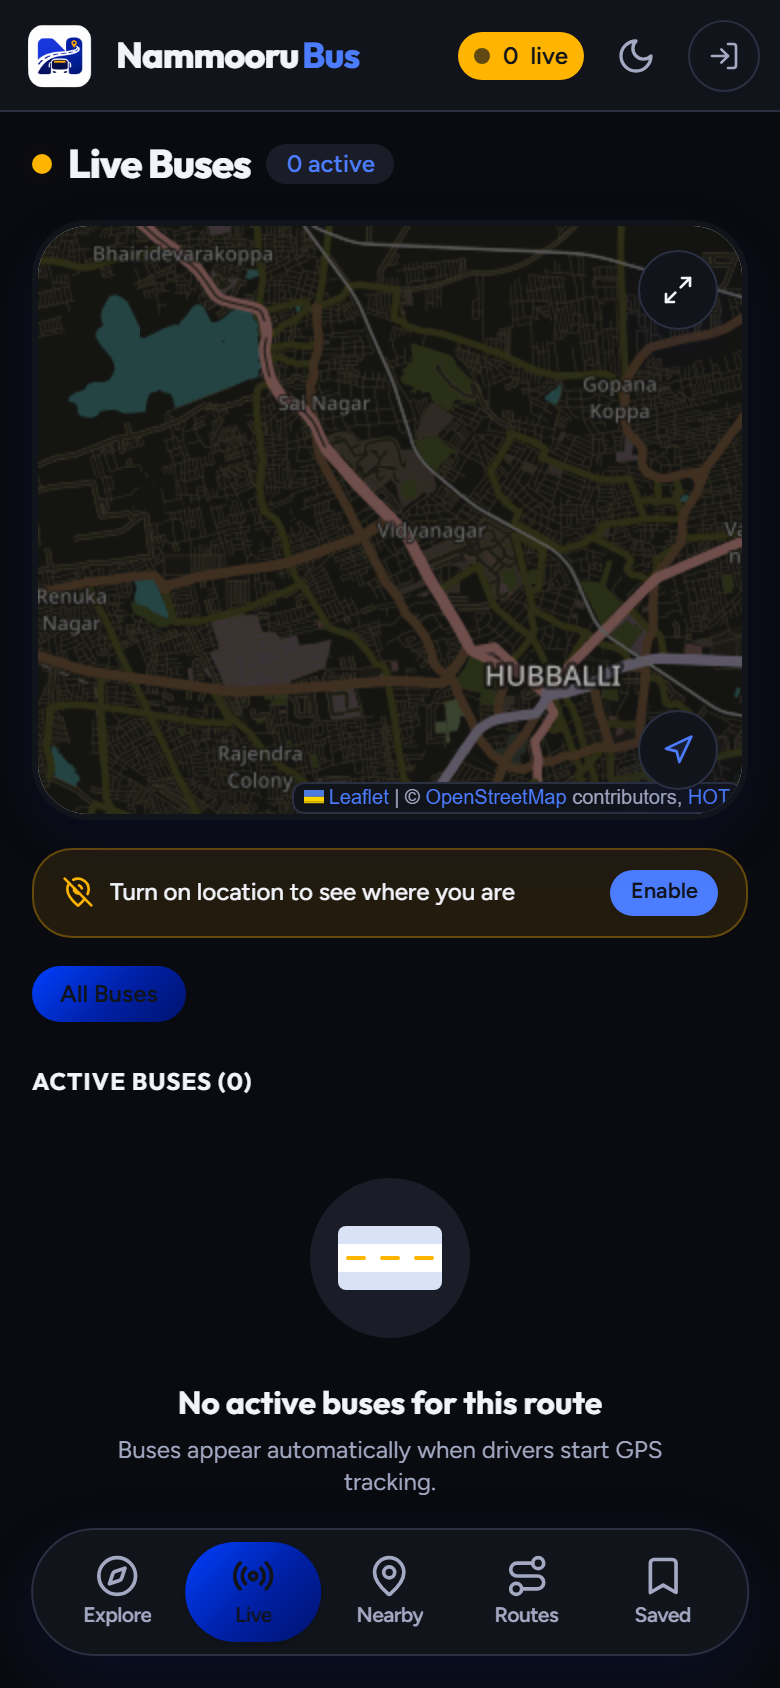 Nammooru Bus
0 live
Live Buses
0 active
Bhairidevarakoppa
Sai Nagar
Gopana
Koppa
Vidyanagar
Renuka
Nagar
HUBBALLI
Rajendra
Colony
Leaflet | © OpenStreetMap contributors, HOT
Turn on location to see where you are
Enable
All Buses
ACTIVE BUSES (0)
No active buses for this route
Buses appear automatically when drivers start GPS
tracking.
Explore
Live
Nearby
Routes
Saved